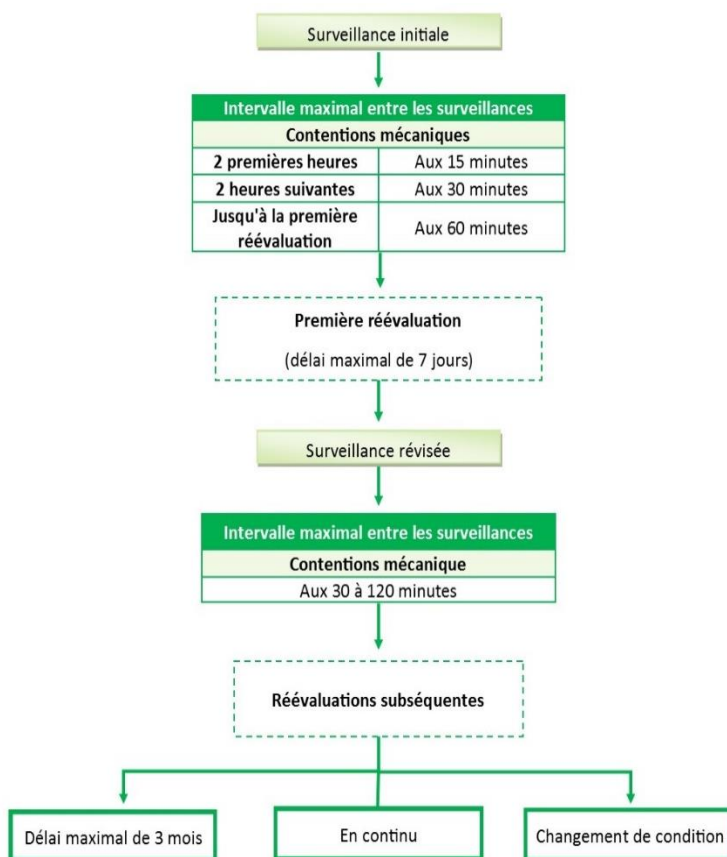 Surveillance initiale
Intervalle maximal entre les surveillances
Contentions mécaniques
2 premières heures Aux 15 minutes
2 heures suivantes Aux 30 minutes
Jusqu'à la première
réévaluation Aux 60 minutes
Première réévaluation
(délai maximal de 7 jours)
Surveillance révisée
Intervalle maximal entre les surveillances
Contentions mécanique
Aux 30 à 120 minutes
Réévaluations subséquentes
Délai maximal de 3 mois En continu Changement de condition